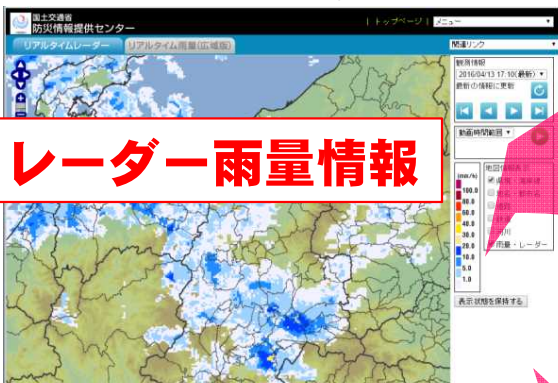 国土交通省
防災情報提供センター
| トップページ | メニュー
リアルタイムレーダー
リアルタイム雨量(広域版)
関連リンク
観測情報
2016/04/13 17:10(最新)
最新の情報に更新
動画時間範囲
レーダー雨量情報
(mm/h)
100.0
80.0
60.0
40.0
30.0
20.0
10.0
5.0
1.0
雨量・レーダー
表示状態を保持する